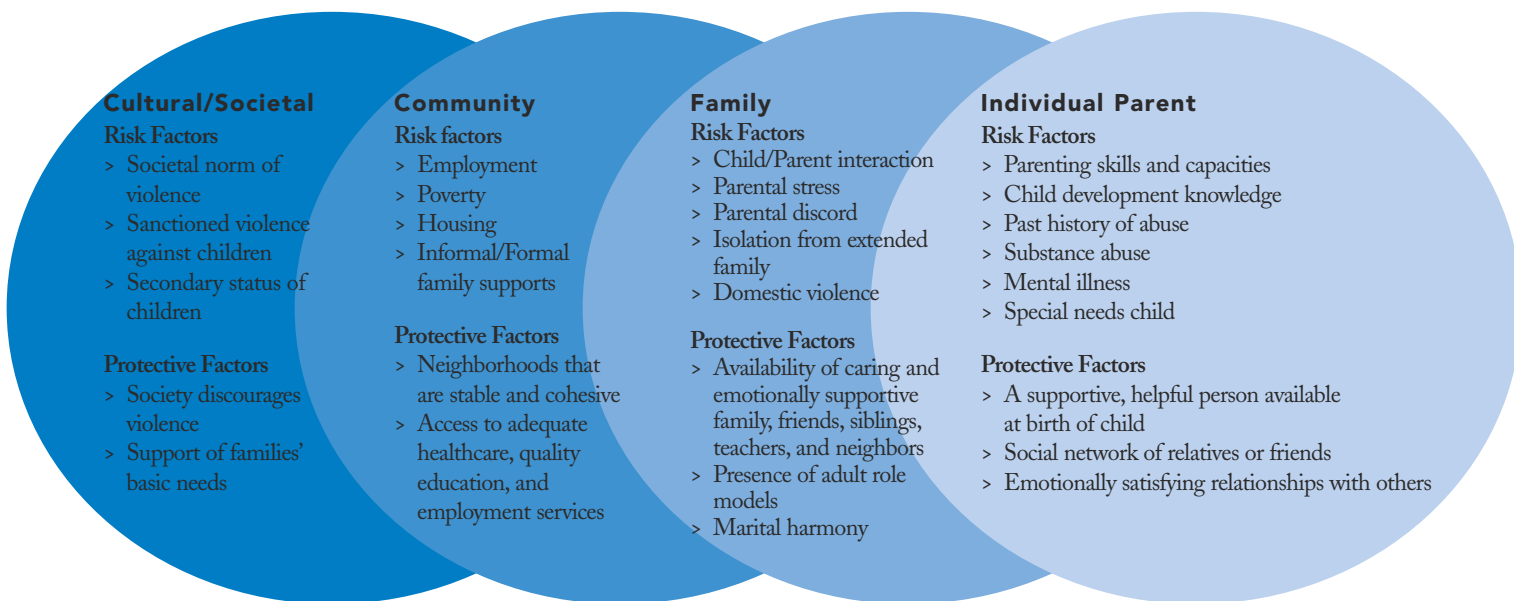 Cultural/Societal
Risk Factors
> Societal norm of
violence
> Sanctioned violence
against children
> Secondary status of
children
Protective Factors
> Society discourages
violence
> Support of families’
basic needs
Community
Risk factors
> Employment
> Poverty
> Housing
> Informal/Formal
family supports
Protective Factors
> Neighborhoods that
are stable and cohesive
> Access to adequate
healthcare, quality
education, and
employment services
Family
Risk Factors
> Child/Parent interaction
> Parental stress
> Parental discord
> Isolation from extended
family
> Domestic violence
Protective Factors
> Availability of caring and
emotionally supportive
family, friends, siblings,
teachers, and neighbors
> Presence of adult role
models
> Marital harmony
Individual Parent
Risk Factors
> Parenting skills and capacities
> Child development knowledge
> Past history of abuse
> Substance abuse
> Mental illness
> Special needs child
Protective Factors
> A supportive, helpful person available
at birth of child
> Social network of relatives or friends
> Emotionally satisfying relationships with others